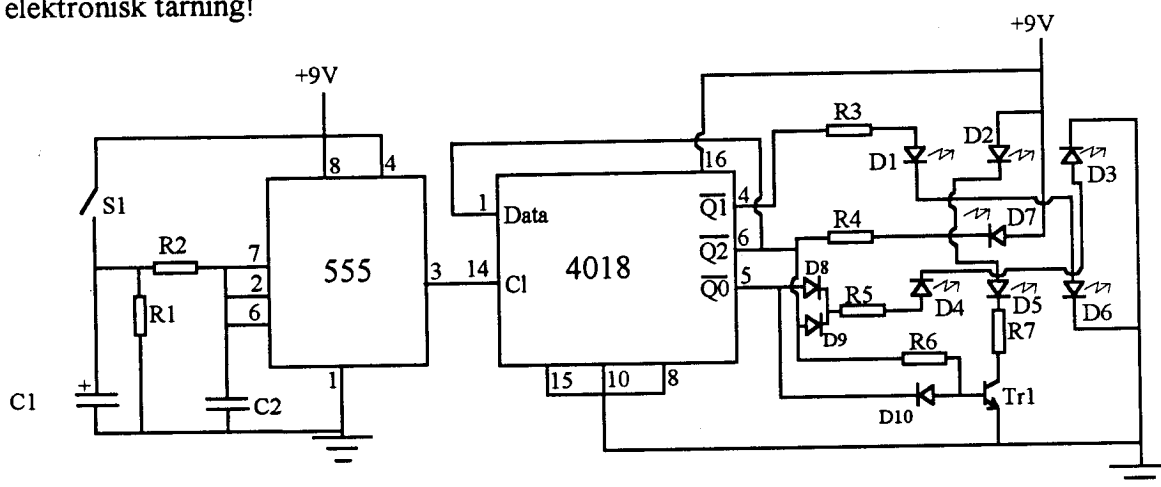 elektronisk tärning!
+9V
+9V
R3
D2
D1
D3
S1
8
4
1
Data
16
Q1
4
Q2
6
Q0
5
R4
D7
R2
7
2
6
555
3
14
Cl
4018
D8
R5
D4
D5
D6
R1
D9
R7
R6
1
15
10
8
C1
+
C2
D10
Tr1